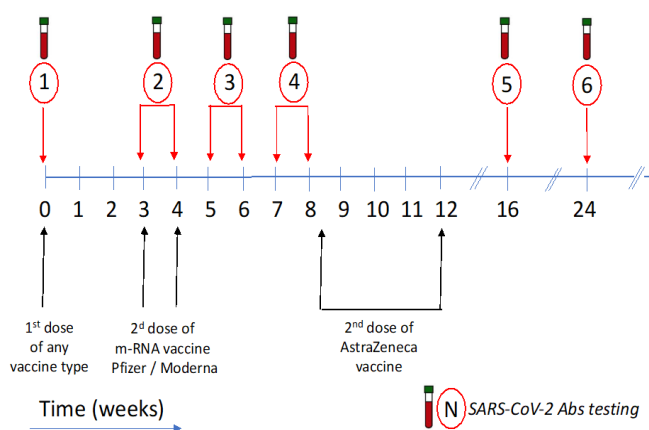 1 2 3 4 5 6
0 1 2 3 4 5 6 7 8 9 10 11 12 16 24
1st dose
of any
vaccine type
2d dose of
m-RNA vaccine
Pfizer / Moderna
2nd dose of
AstraZeneca
vaccine
Time (weeks)
N SARS-CoV-2 Abs testing